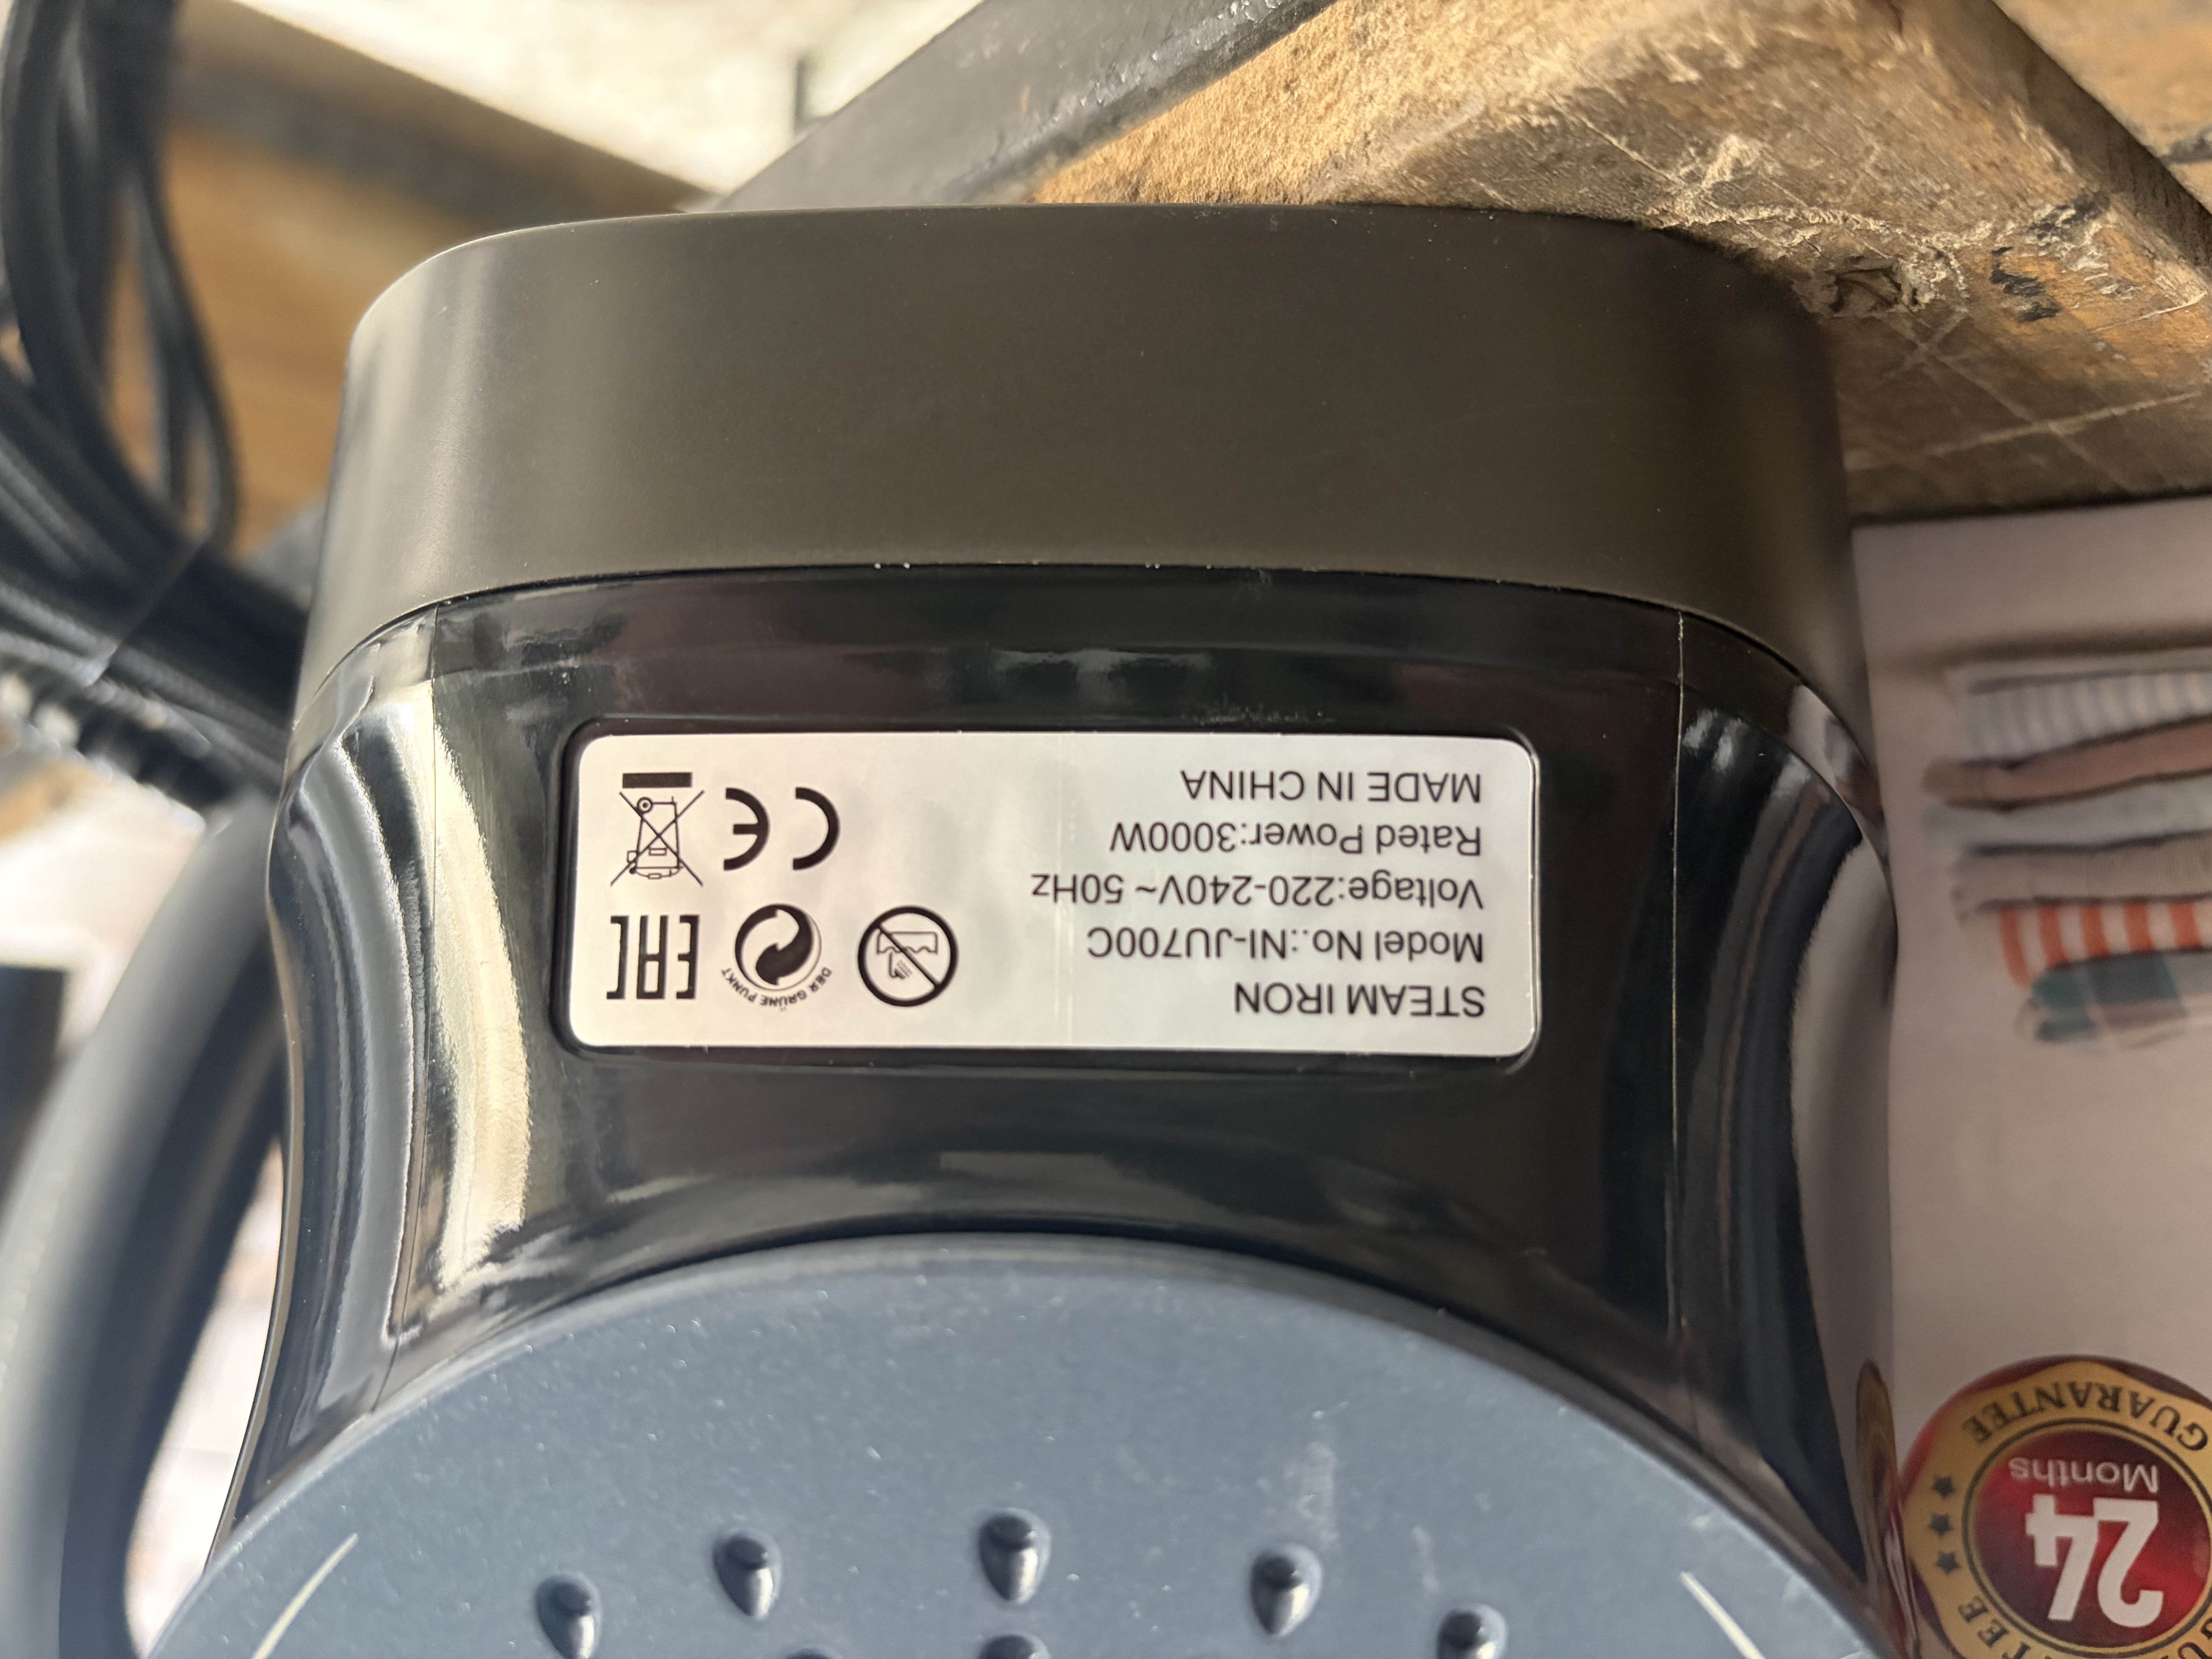 STEAM IRON
Model No.:NI-JU700C
Voltage:220-240V~ 50Hz
Rated Power:3000W
MADE IN CHINA
DER GRÜNE PUNKT
EAC
CE
24
Months
GUARANTEE